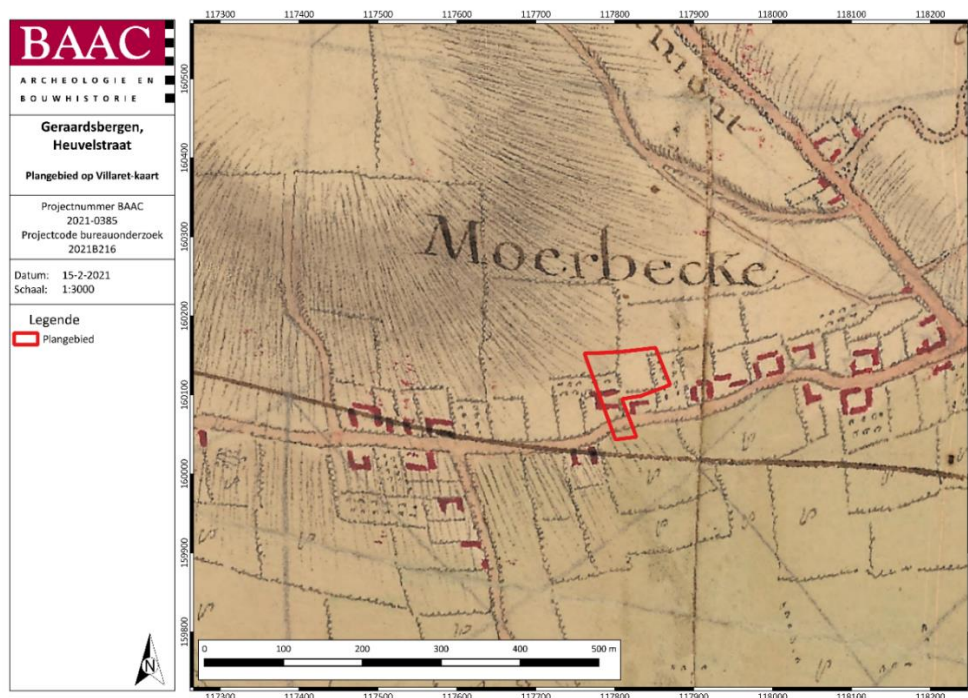 BAAC
ARCHEOLOGIE EN
BOUWHISTORIE
Geraardsbergen,
Heuvelstraat
Plangebied op Villaret-kaart
Projectnummer BAAC
2021-0385
Projectcode bureauonderzoek
2021B216
Datum: 15-2-2021
Schaal: 1:3000
Legende
Plangebied
N
117300 117400 117500 117600 117700 117800 117900 118000 118100 118200
160500
160400
160300
160200
160100
160000
159900
159800
Moerbecke
0 100 200 300 400 500 m
117300 117400 117500 117600 117700 117800 117900 118000 118100 118200